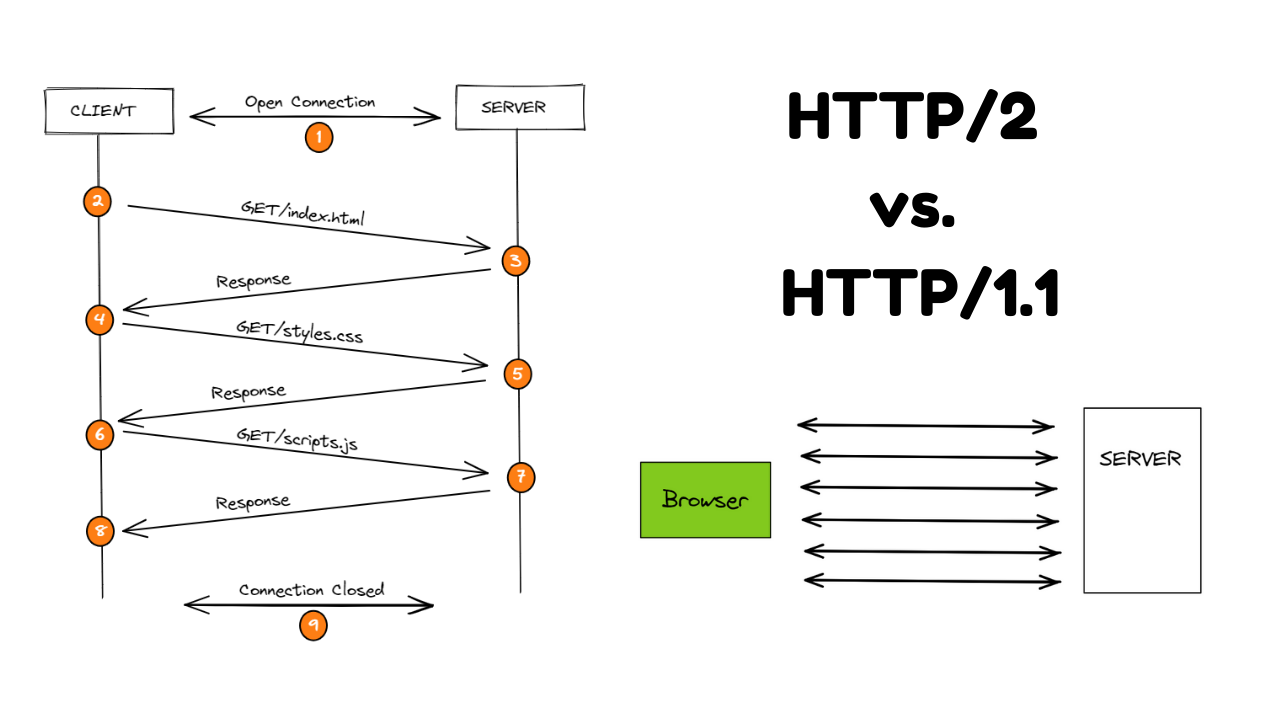 CLIENT
Open Connection
SERVER
1
2
GET/index.html
3
Response
4
GET/styles.css
5
Response
6
GET/scripts.js
7
Response
8
Connection Closed
9
HTTP/2
vs.
HTTP/1.1
Browser
SERVER